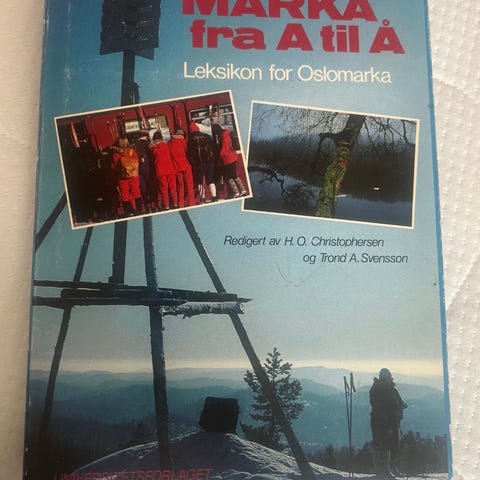 MARKA
fra A til Å
Leksikon for Oslomarka
Redigert av H. O. Christophersen
og Trond A. Svensson
UNIVERSITETSFORLAGET